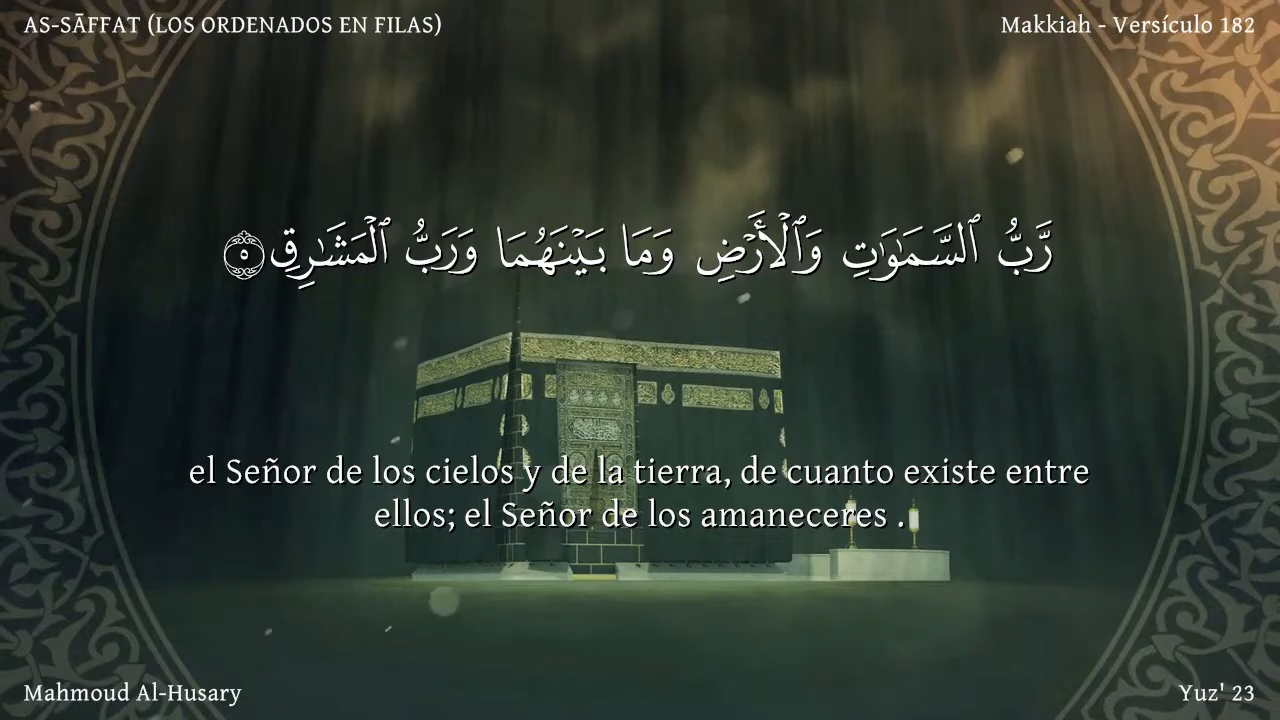 AS-SĀFFAT (LOS ORDENADOS EN FILAS)
Makkiah - Versículo 182
رَّبُّ ٱلسَّمَـٰوَٰتِ وَٱلْأَرْضِ وَمَا بَيْنَهُمَا وَرَبُّ ٱلْمَشَـٰرِقِ ٥
el Señor de los cielos y de la tierra, de cuanto existe entre
ellos; el Señor de los amaneceres .
Mahmoud Al-Husary
Yuz' 23